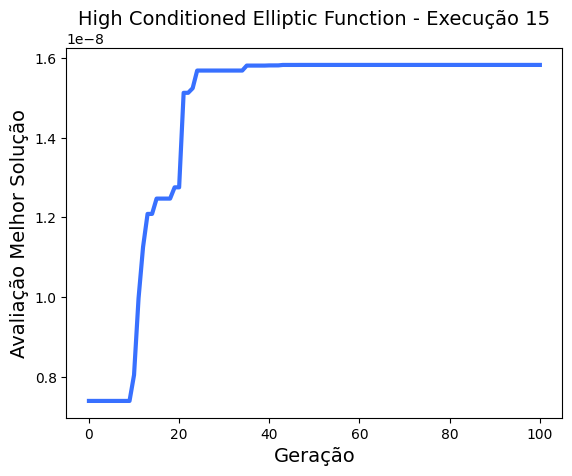 High Conditioned Elliptic Function - Execução 15
1e−8
1.6
1.4
1.2
1.0
0.8
Avaliação Melhor Solução
0 20 40 60 80 100
Geração